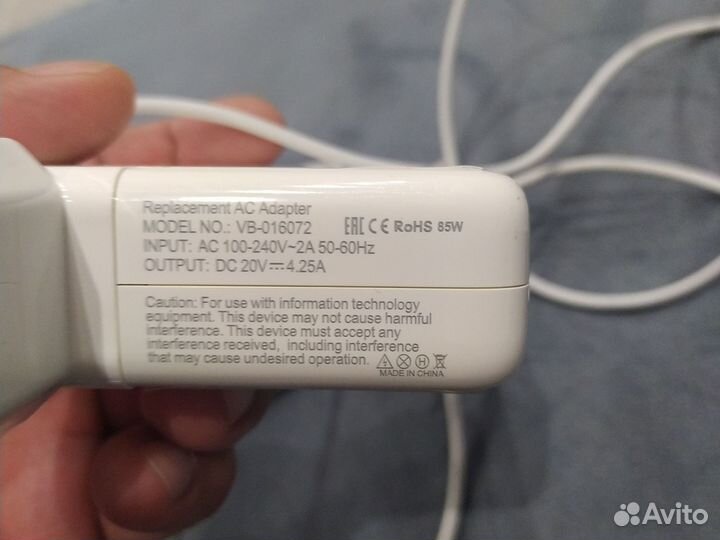 Replacement AC Adapter
MODEL NO.: VB-016072
INPUT: AC 100-240V~2A 50-60Hz
OUTPUT: DC 20V⎓4.25A
EAC CE RoHS 85W
Caution: For use with information technology
equipment. This device may not cause harmful
interference. This device must accept any
interference received, including interference
that may cause undesired operation.
H
MADE IN CHINA
Avito